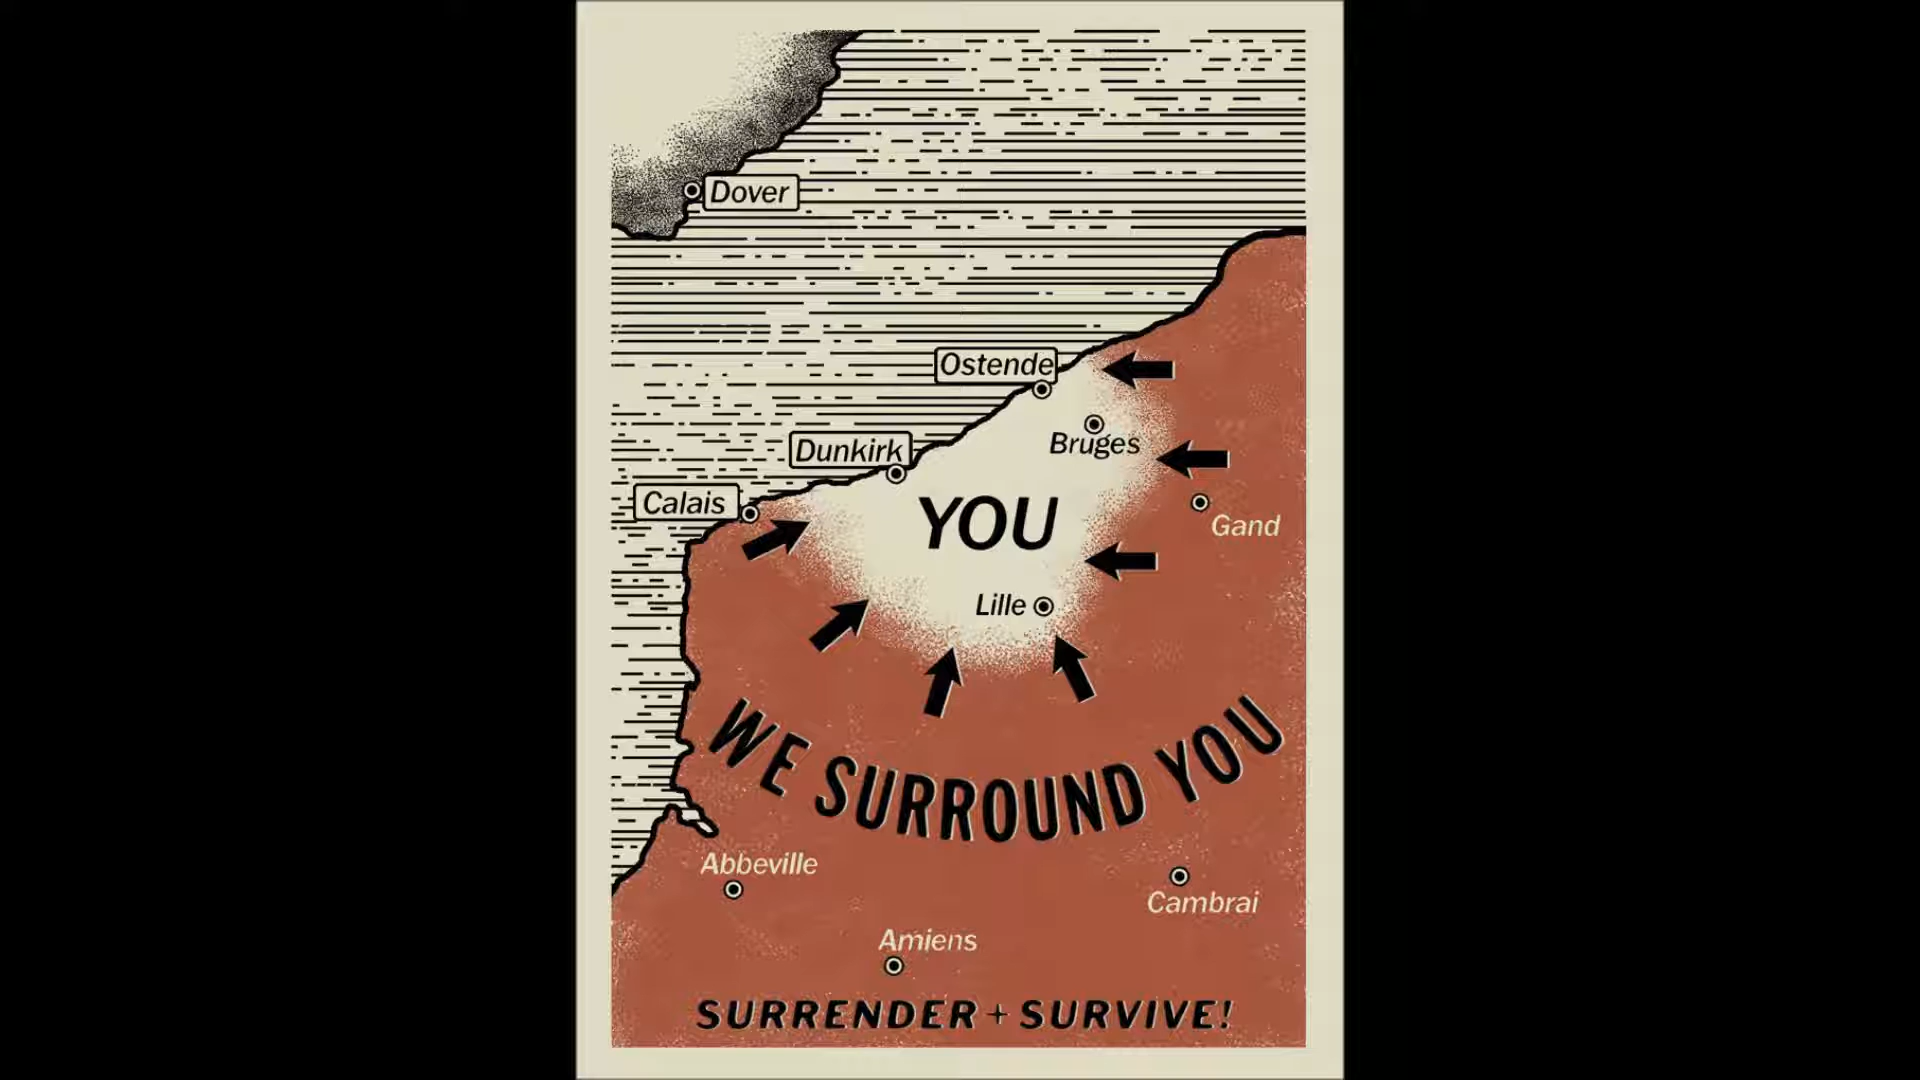 Dover
Ostende
Bruges
Dunkirk
Calais
YOU
Gand
Lille
WE SURROUND YOU
Abbeville
Cambrai
Amiens
SURRENDER + SURVIVE!